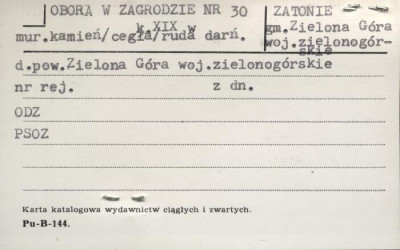 OBORA W ZAGRODZIE NR 30
k.XIX w
mur.kamień/cegła/ruda darń.
ZATONIE
gm.Zielona Góra
woj.zielonogór-
skie
d.pow.Zielona Góra woj.zielonogórskie
nr rej. z dn.
ODZ
PSOZ
Karta katalogowa wydawnictw ciągłych i zwartych.
Pu-B-144.